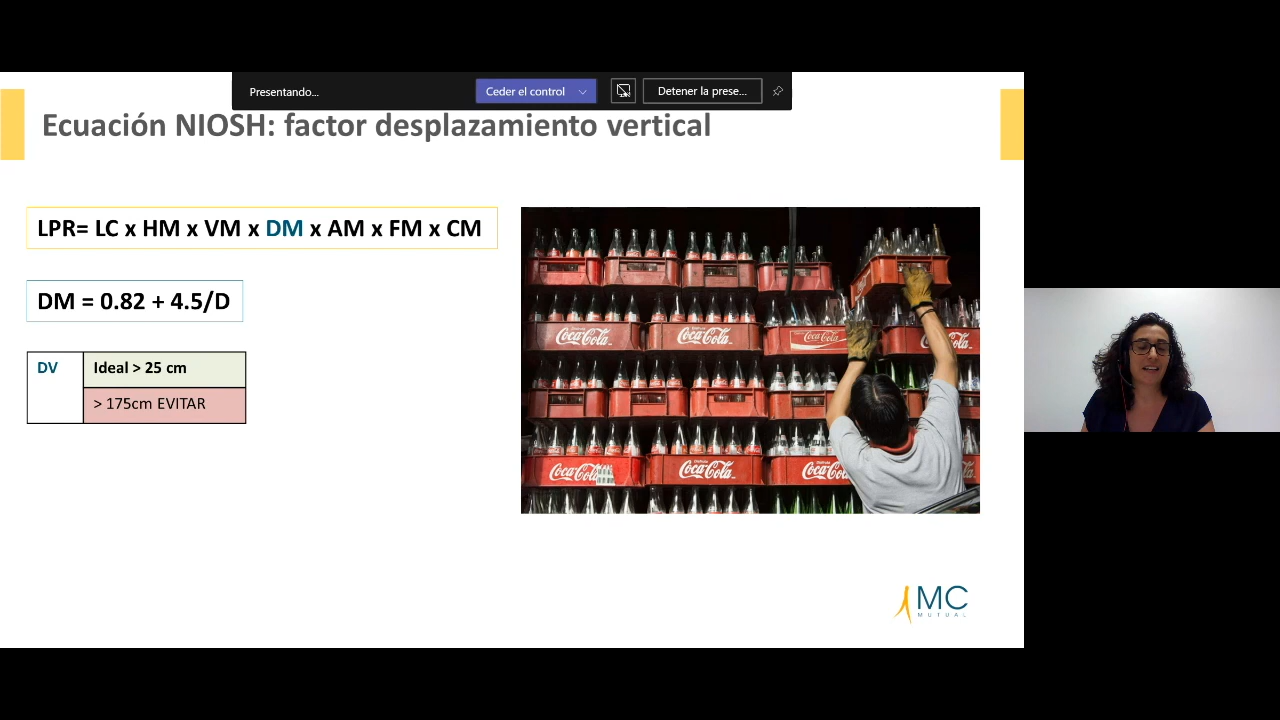 Presentando...
Ceder el control
Detener la prese...
Ecuación NIOSH: factor desplazamiento vertical
LPR= LC x HM x VM x DM x AM x FM x CM
DM = 0.82 + 4.5/D
DV
Ideal > 25 cm
> 175cm EVITAR
Coca-Cola
Coca-Cola
Coca-Cola
Coca-Cola
Coca-Cola
Coca-Cola
Coca-Cola
MC
MUTUAL